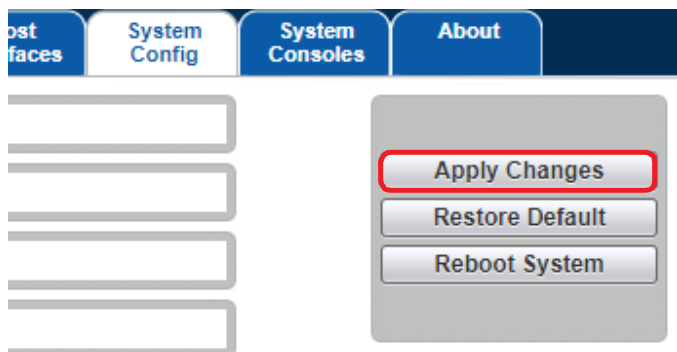 ost System System About
faces Config Consoles
Apply Changes
Restore Default
Reboot System